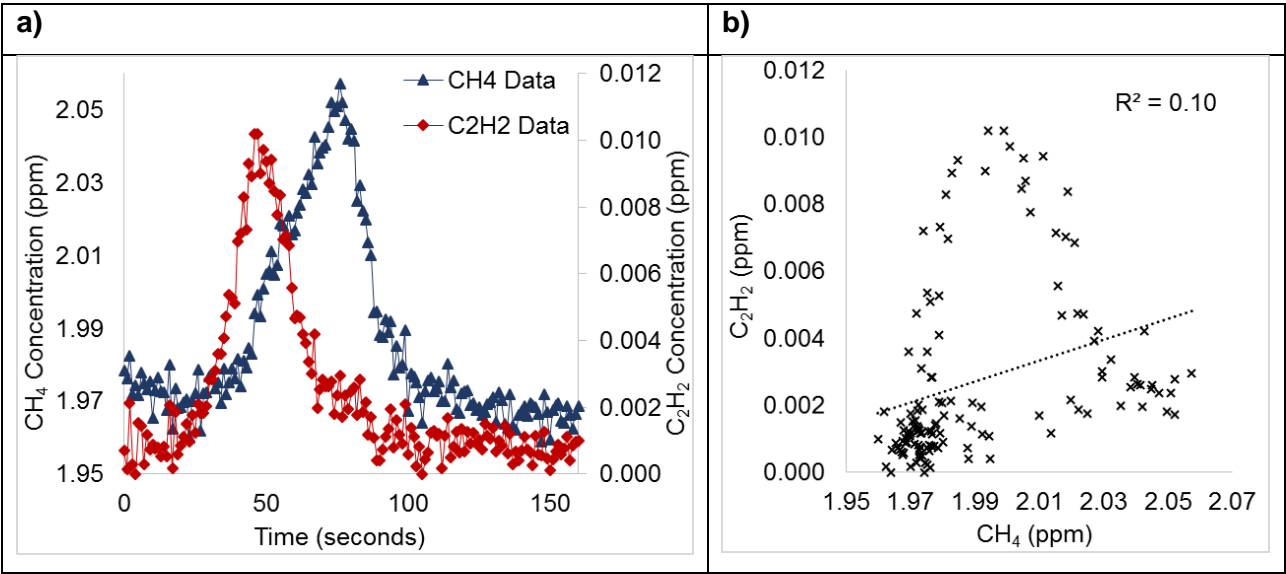 a)
CH4 Data
C2H2 Data
CH₄ Concentration (ppm)
2.05
2.03
2.01
1.99
1.97
1.95
0.012
0.010
0.008
0.006
0.004
0.002
0.000
C₂H₂ Concentration (ppm)
0 50 100 150
Time (seconds)
b)
R² = 0.10
C₂H₂ (ppm)
0.012
0.010
0.008
0.006
0.004
0.002
0.000
1.95 1.97 1.99 2.01 2.03 2.05 2.07
CH₄ (ppm)